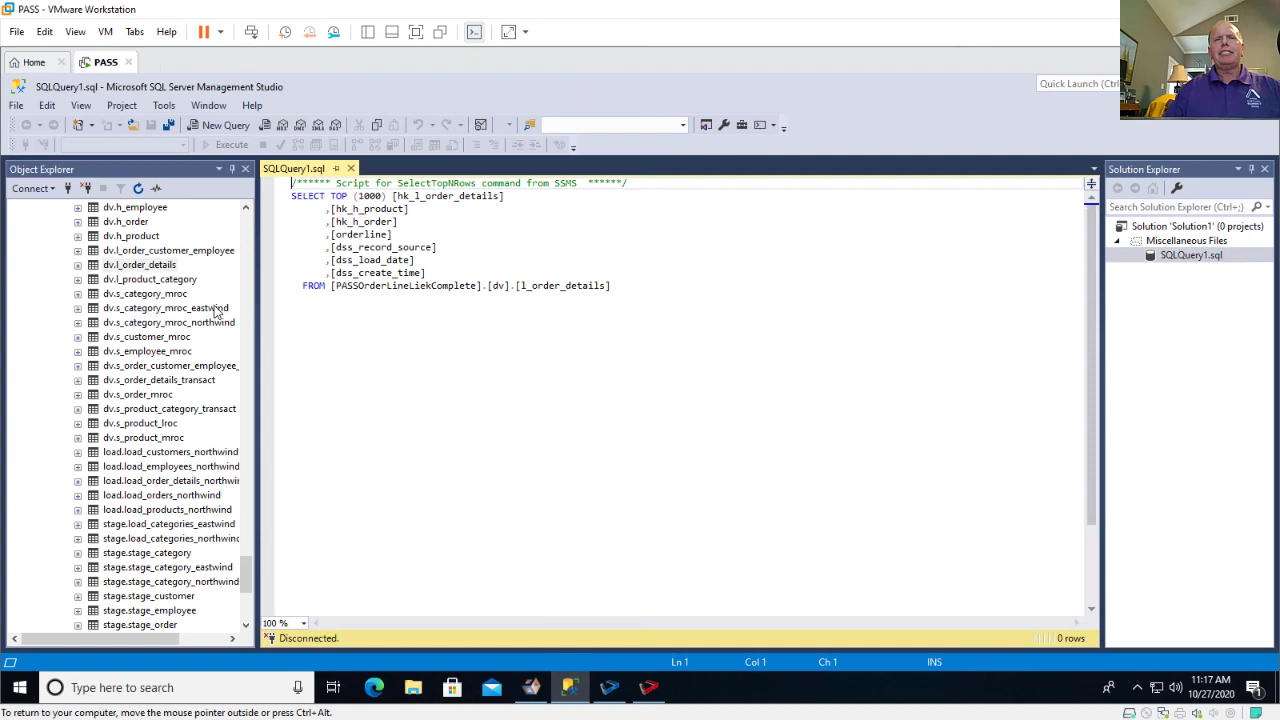 PASS - VMware Workstation
File Edit View VM Tabs Help
Home PASS
SQLQuery1.sql - Microsoft SQL Server Management Studio
Quick Launch (Ctrl+
File Edit View Project Tools Window Help
New Query
Execute
Object Explorer
SQLQuery1.sql
Solution Explorer
Connect
Search Solution Explorer (Ctrl+;)
Solution 'Solution1' (0 projects)
Miscellaneous Files
SQLQuery1.sql
dv.h_employee
dv.h_order
dv.h_product
dv.l_order_customer_employee
dv.l_order_details
dv.l_product_category
dv.s_category_mroc
dv.s_category_mroc_eastwind
dv.s_category_mroc_northwind
dv.s_customer_mroc
dv.s_employee_mroc
dv.s_order_customer_employee_
dv.s_order_details_transact
dv.s_order_mroc
dv.s_product_category_transact
dv.s_product_lroc
dv.s_product_mroc
load.load_customers_northwind
load.load_employees_northwind
load.load_order_details_northwin
load.load_orders_northwind
load.load_products_northwind
stage.load_categories_eastwind
stage.load_categories_northwind
stage.stage_category
stage.stage_category_eastwind
stage.stage_category_northwind
stage.stage_customer
stage.stage_employee
stage.stage_order
/****** Script for SelectTopNRows command from SSMS  ******/
SELECT TOP (1000) [hk_l_order_details]
,[hk_h_product]
,[hk_h_order]
,[orderline]
,[dss_record_source]
,[dss_load_date]
,[dss_create_time]
FROM [PASSOrderLineLiekComplete].[dv].[l_order_details]
100 %
Disconnected. 0 rows
Ln 1 Col 1 Ch 1 INS
Type here to search
11:17 AM
10/27/2020
To return to your computer, move the mouse pointer outside or press Ctrl+Alt.